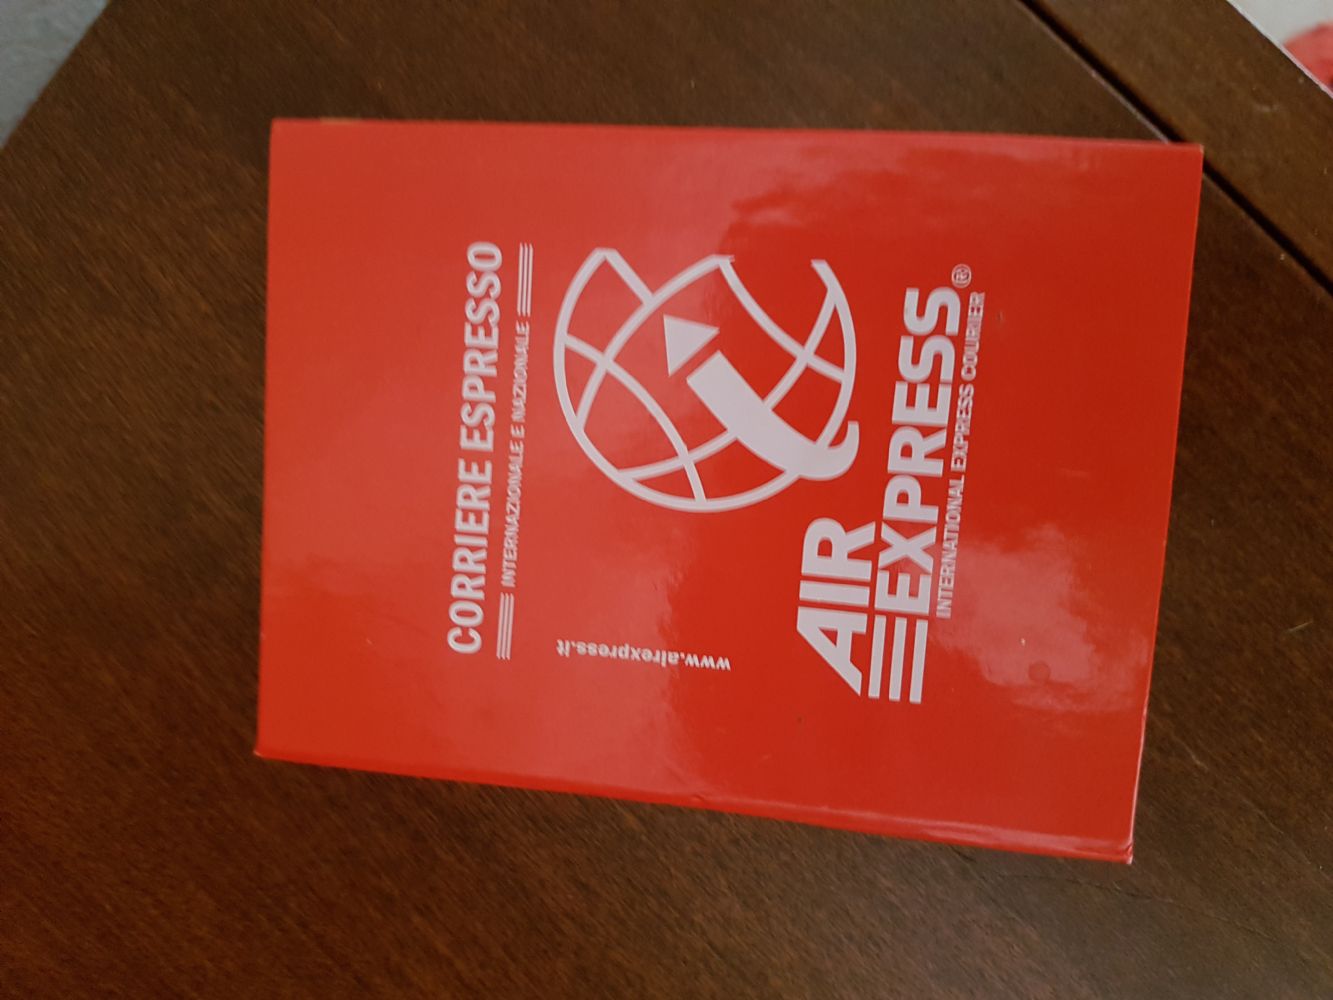 CORRIERE ESPRESSO
INTERNAZIONALE E NAZIONALE
www.airexpress.it
AIR
EXPRESS®
INTERNATIONAL EXPRESS COURIER